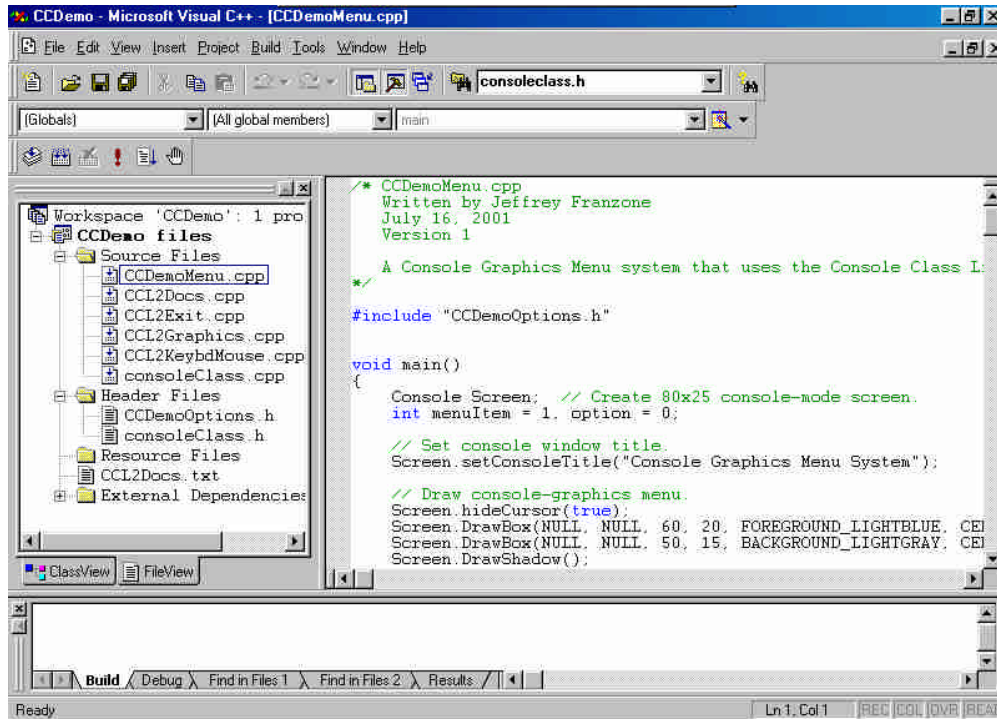 CCDemo - Microsoft Visual C++ - [CCDemoMenu.cpp]
File Edit View Insert Project Build Tools Window Help
consoleclass.h
(Globals) (All global members) main
Workspace 'CCDemo': 1 pro
CCDemo files
Source Files
CCDemoMenu.cpp
CCL2Docs.cpp
CCL2Exit.cpp
CCL2Graphics.cpp
CCL2KeybdMouse.cpp
consoleClass.cpp
Header Files
CCDemoOptions.h
consoleClass.h
Resource Files
CCL2Docs.txt
External Dependencies
ClassView FileView
/* CCDemoMenu.cpp
Written by Jeffrey Franzone
July 16, 2001
Version 1
A Console Graphics Menu system that uses the Console Class L
*/
#include "CCDemoOptions.h"
void main()
{
Console Screen; // Create 80x25 console-mode screen.
int menuItem = 1, option = 0;
// Set console window title.
Screen.setConsoleTitle("Console Graphics Menu System");
// Draw console-graphics menu.
Screen.hideCursor(true);
Screen.DrawBox(NULL, NULL, 60, 20, FOREGROUND_LIGHTBLUE, CE
Screen.DrawBox(NULL, NULL, 50, 15, BACKGROUND_LIGHTGRAY, CE
Screen.DrawShadow();
Build Debug Find in Files 1 Find in Files 2 Results
Ready Ln 1, Col 1 REC COL OVR REA